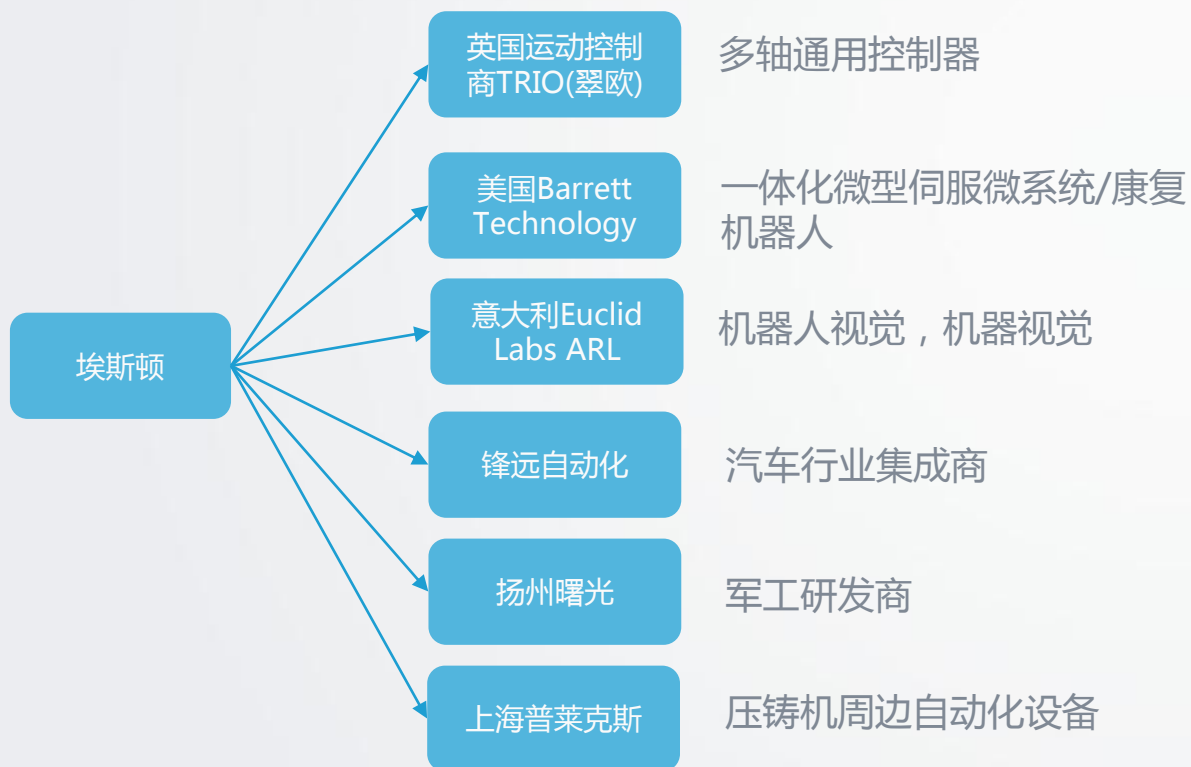 英国运动控制
商TRIO(翠欧)
多轴通用控制器
美国Barrett
Technology
一体化微型伺服微系统/康复
机器人
埃斯顿
意大利Euclid
Labs ARL
机器人视觉，机器视觉
锋远自动化
汽车行业集成商
扬州曙光
军工研发商
上海普莱克斯
压铸机周边自动化设备